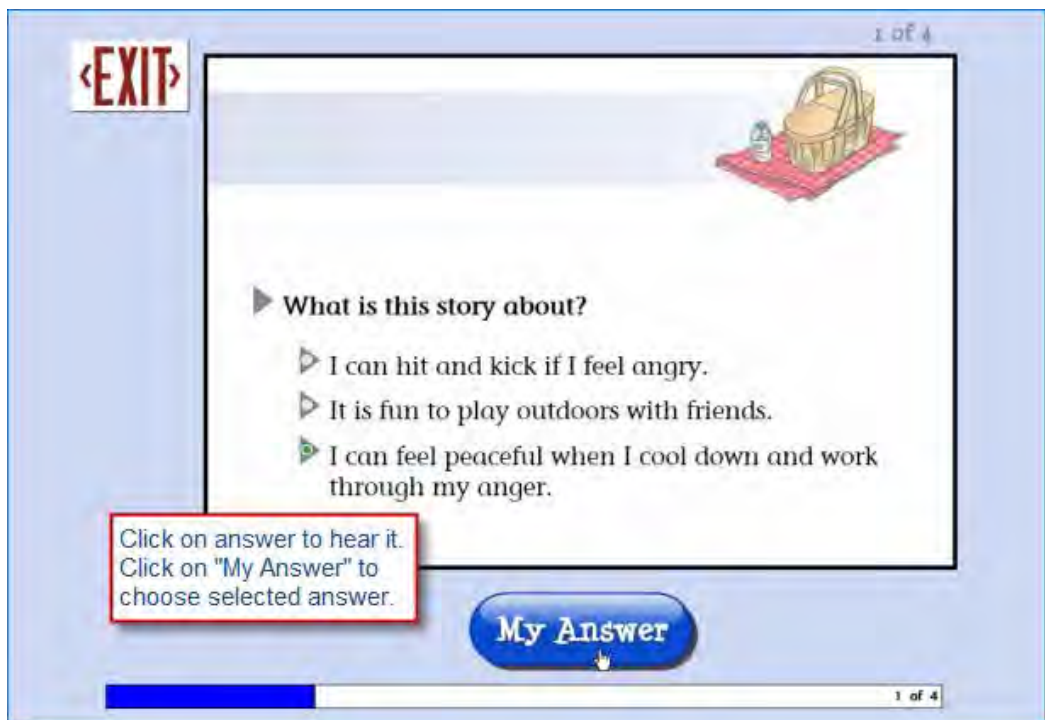 1 of 4
<EXIT>
What is this story about?
I can hit and kick if I feel angry.
It is fun to play outdoors with friends.
I can feel peaceful when I cool down and work
through my anger.
Click on answer to hear it.
Click on "My Answer" to
choose selected answer.
My Answer
1 of 4